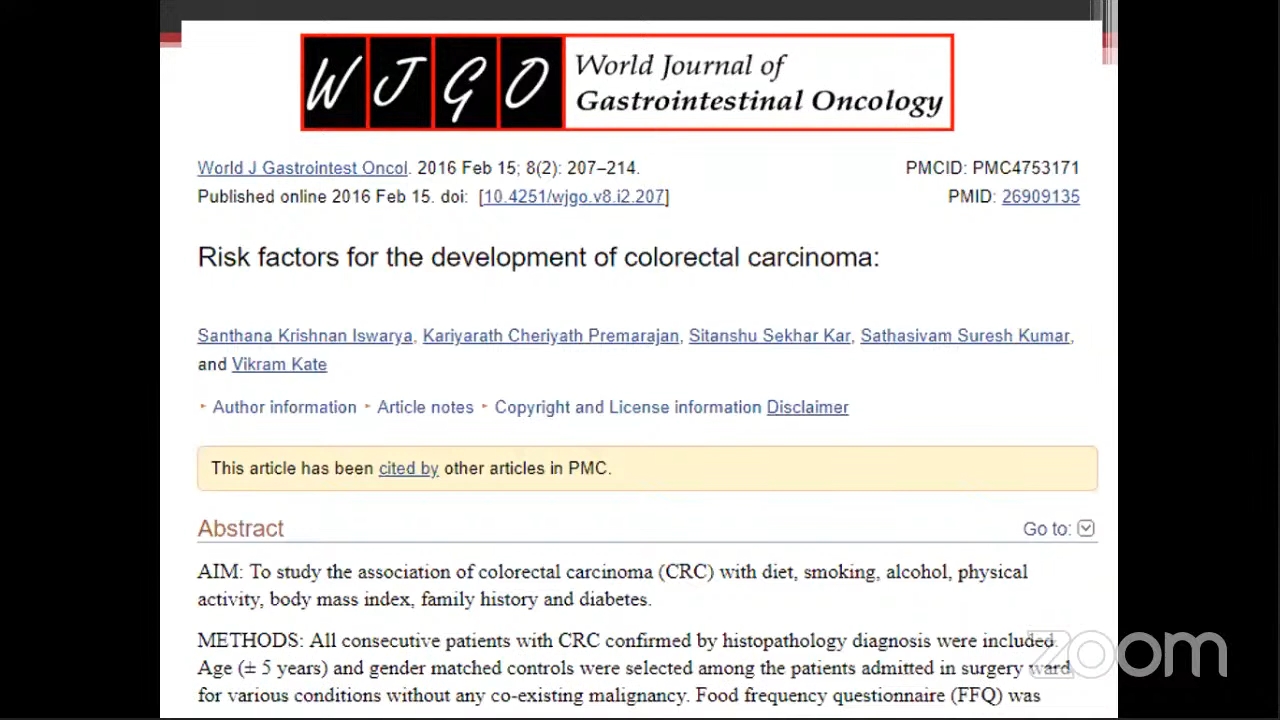 WJGO World Journal of
Gastrointestinal Oncology
World J Gastrointest Oncol. 2016 Feb 15; 8(2): 207–214. PMCID: PMC4753171
Published online 2016 Feb 15. doi: [10.4251/wjgo.v8.i2.207] PMID: 26909135
Risk factors for the development of colorectal carcinoma:
Santhana Krishnan Iswarya, Kariyarath Cheriyath Premarajan, Sitanshu Sekhar Kar, Sathasivam Suresh Kumar,
and Vikram Kate
Author information Article notes Copyright and License information Disclaimer
This article has been cited by other articles in PMC.
Abstract Go to:
AIM: To study the association of colorectal carcinoma (CRC) with diet, smoking, alcohol, physical
activity, body mass index, family history and diabetes.
METHODS: All consecutive patients with CRC confirmed by histopathology diagnosis were included.
Age (± 5 years) and gender matched controls were selected among the patients admitted in surgery ward
for various conditions without any co-existing malignancy. Food frequency questionnaire (FFQ) was
zoom